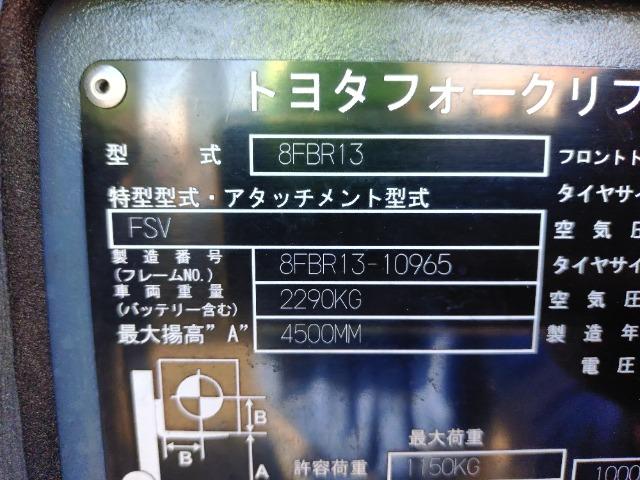 トヨタフォークリフ
型 式 8FBR13 フロントト
特型型式・アタッチメント型式 タイヤサイ
FSV 空 気 圧
製 造 番 号
(フレームNO.) 8FBR13-10965 タイヤサイ
車 両 重 量
(バッテリー含む) 2290KG 空 気 圧
最大揚高"A" 4500MM 製 造 年
電 圧
B
B
最大荷重
A 許容荷重 1150KG 1000